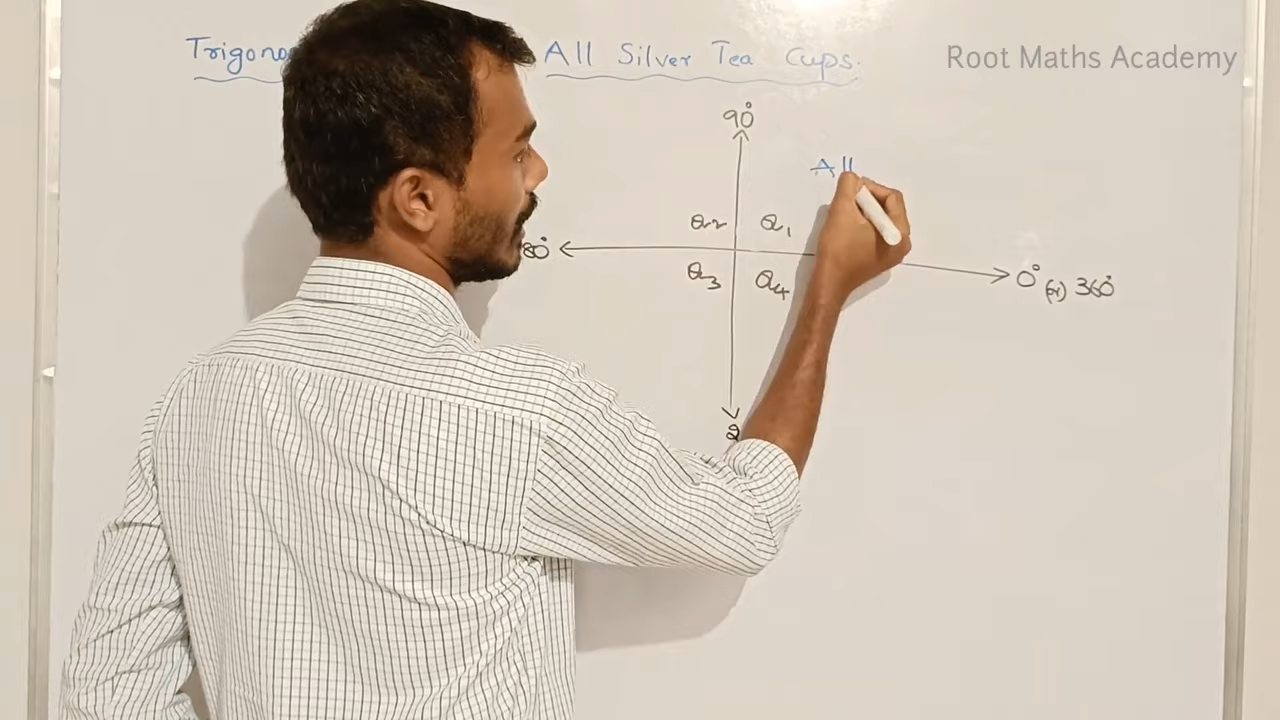 All Silver Tea Cups.
Root Maths Academy
90°
All
Q2 Q1
0° (or) 360°
Q3 Q4